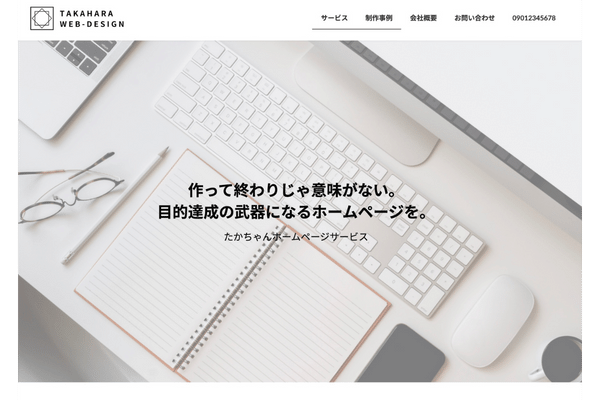 TAKAHARA
WEB-DESIGN
サービス 制作事例 会社概要 お問い合わせ 09012345678
作って終わりじゃ意味がない。
目的達成の武器になるホームページを。
たかちゃんホームページサービス